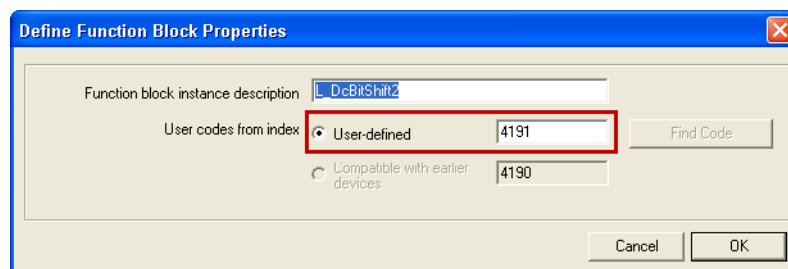 Define Function Block Properties
Function block instance description L_DcBitShift2
User codes from index User-defined 4191 Find Code
Compatible with earlier devices 4190
Cancel OK